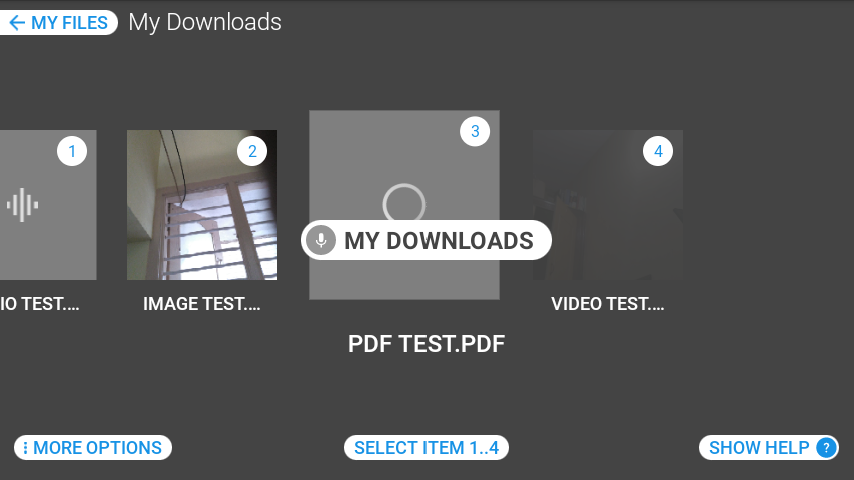 MY FILES My Downloads
1
2
3
4
MY DOWNLOADS
IO TEST....
IMAGE TEST....
VIDEO TEST....
PDF TEST.PDF
MORE OPTIONS
SELECT ITEM 1..4
SHOW HELP ?